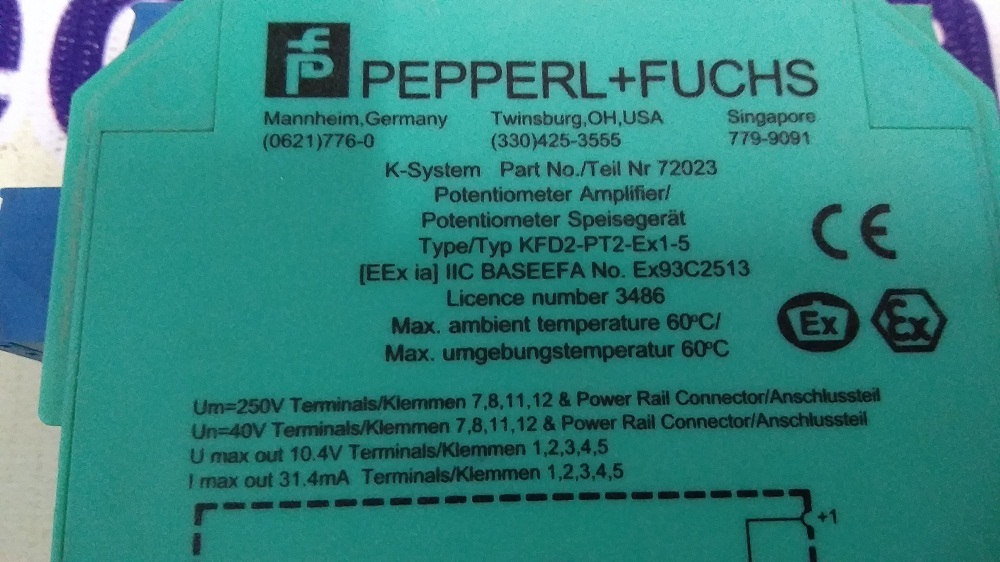 PEPPERL+FUCHS
Mannheim,Germany Twinsburg,OH,USA Singapore
(0621)776-0 (330)425-3555 779-9091
K-System Part No./Teil Nr 72023
Potentiometer Amplifier/
Potentiometer Speisegerät
Type/Typ KFD2-PT2-Ex1-5
[EEx ia] IIC BASEEFA No. Ex93C2513
Licence number 3486
Max. ambient temperature 60ºC/
Max. umgebungstemperatur 60ºC
CE
Ex Ex
Um=250V Terminals/Klemmen 7,8,11,12 & Power Rail Connector/Anschlussteil
Un=40V Terminals/Klemmen 7,8,11,12 & Power Rail Connector/Anschlussteil
U max out 10.4V Terminals/Klemmen 1,2,3,4,5
I max out 31.4mA Terminals/Klemmen 1,2,3,4,5
+1